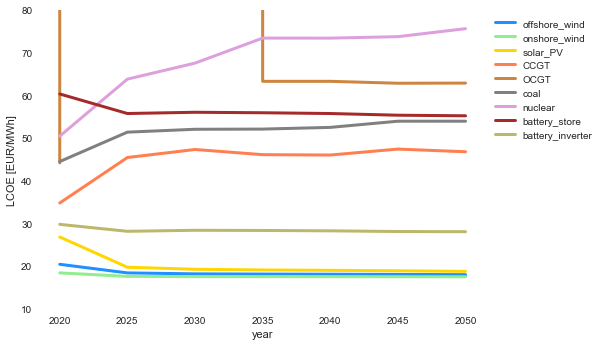 80
70
60
50
40
30
20
10
LCOE [EUR/MWh]
2020 2025 2030 2035 2040 2045 2050
year
offshore_wind
onshore_wind
solar_PV
CCGT
OCGT
coal
nuclear
battery_store
battery_inverter